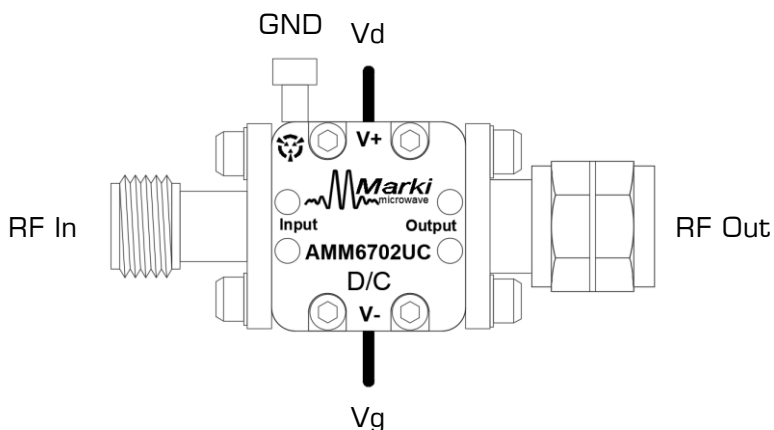 GND
Vd
V+
Marki
microwave
RF In
Input
Output
RF Out
AMM6702UC
D/C
V-
Vg